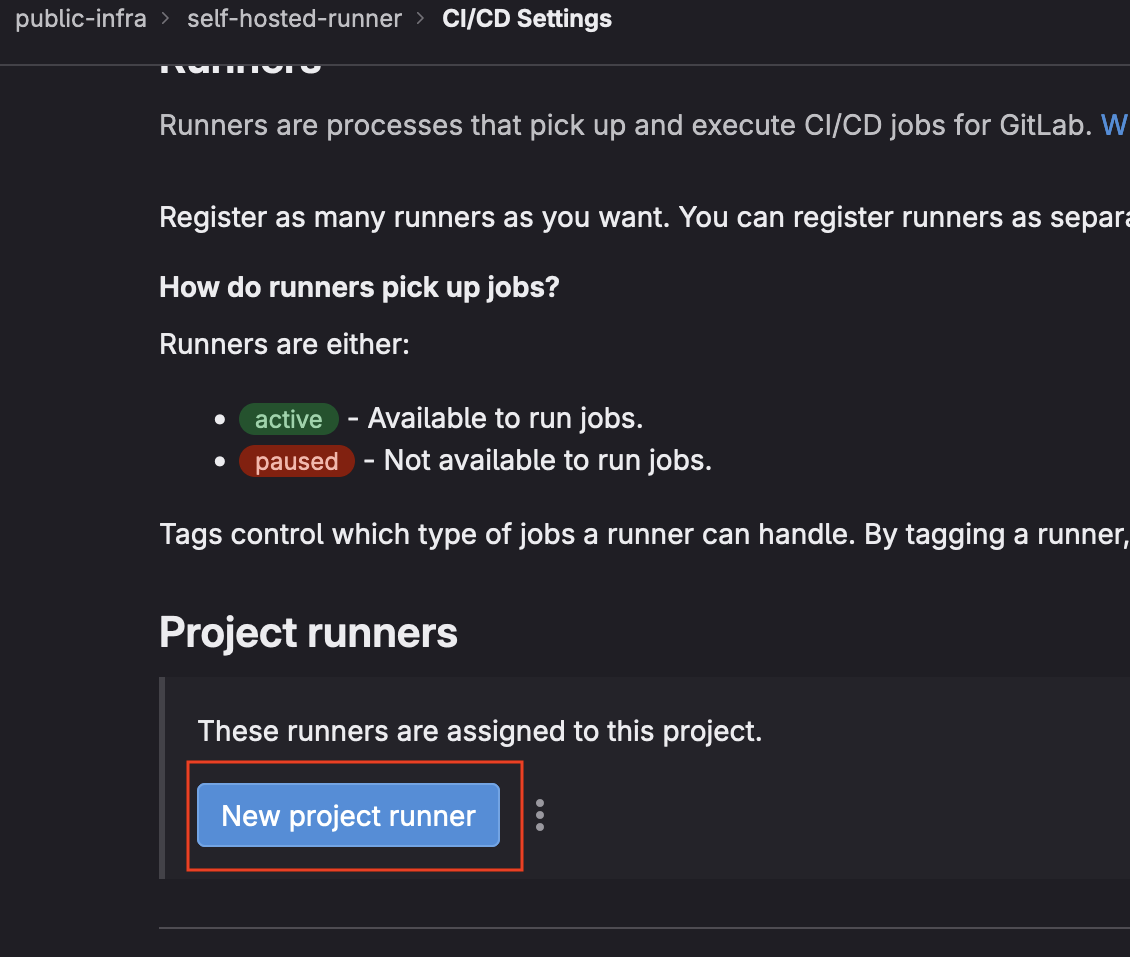 public-infra > self-hosted-runner > CI/CD Settings
Runners
Runners are processes that pick up and execute CI/CD jobs for GitLab. W
Register as many runners as you want. You can register runners as separa
How do runners pick up jobs?
Runners are either:
• active - Available to run jobs.
• paused - Not available to run jobs.
Tags control which type of jobs a runner can handle. By tagging a runner,
Project runners
These runners are assigned to this project.
New project runner